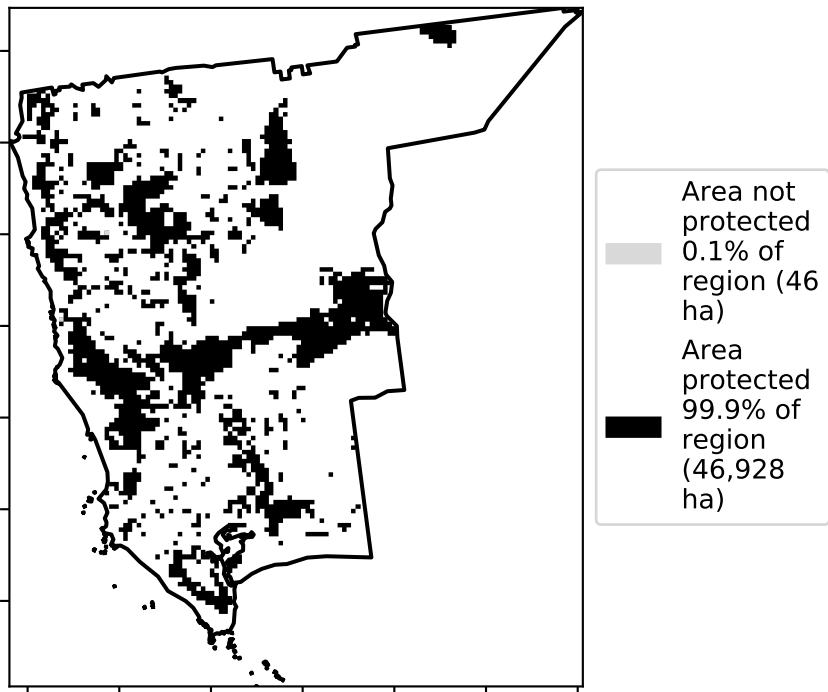 Area not
protected
0.1% of
region (46
ha)
Area
protected
99.9% of
region
(46,928
ha)